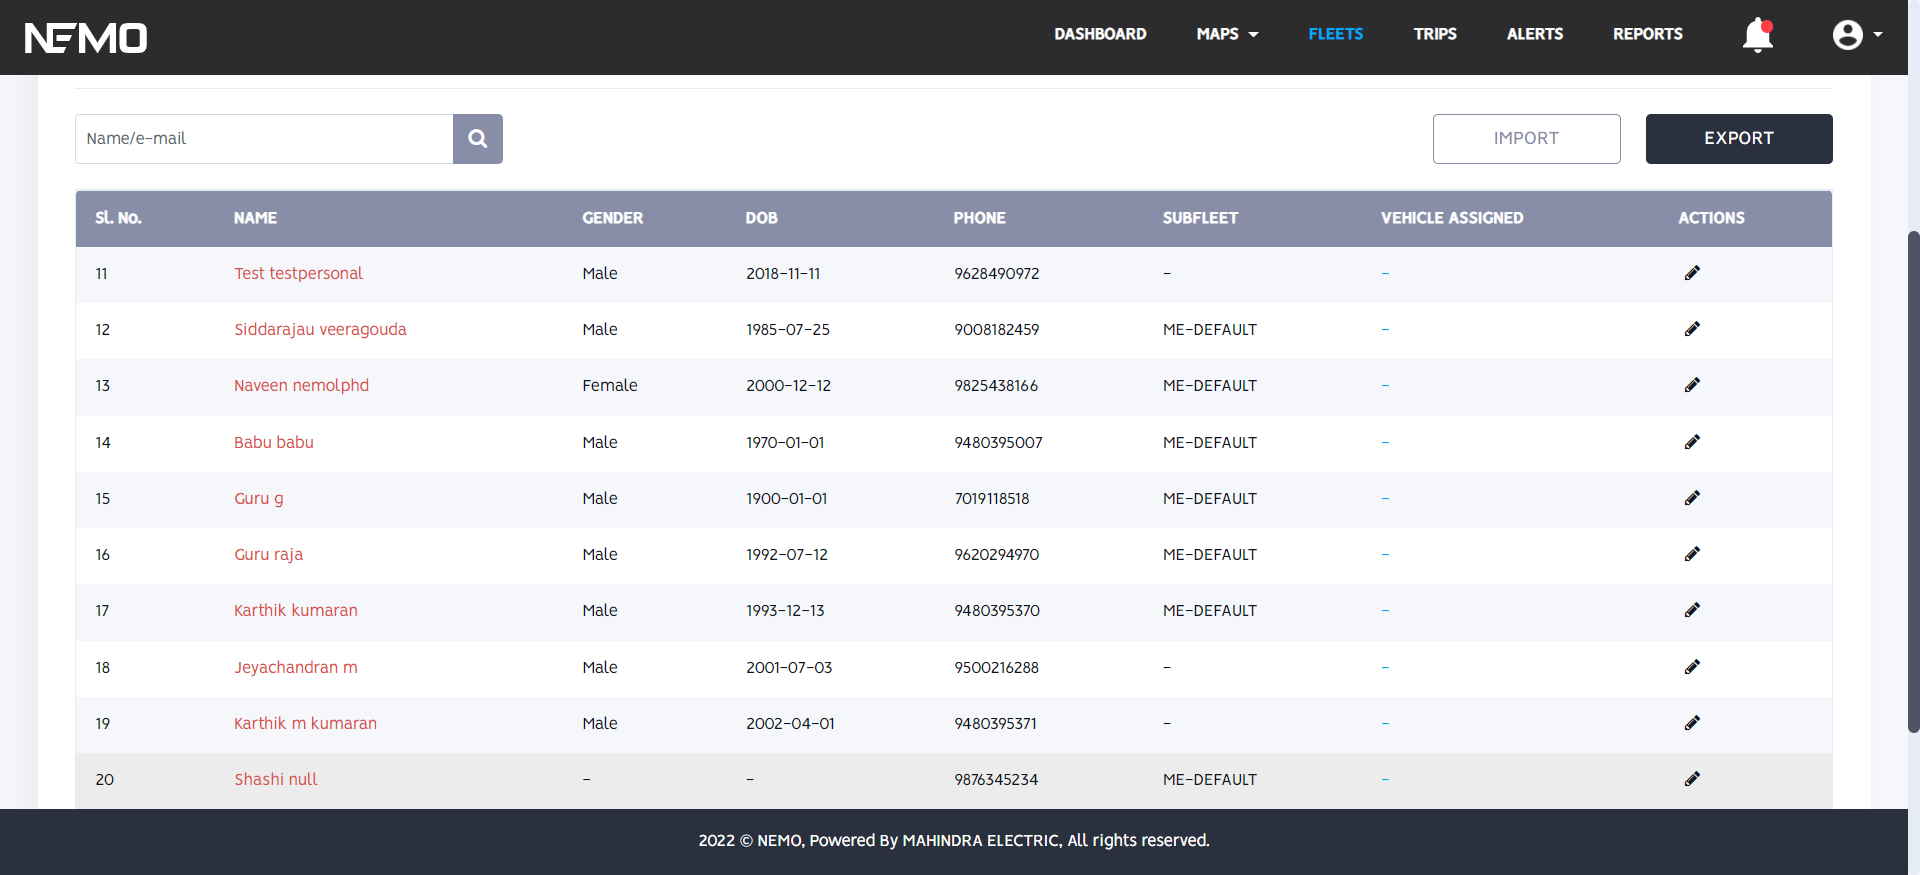 NEMO DASHBOARD MAPS FLEETS TRIPS ALERTS REPORTS
Name/e-mail IMPORT EXPORT
Sl. No. NAME GENDER DOB PHONE SUBFLEET VEHICLE ASSIGNED ACTIONS
11 Test testpersonal Male 2018-11-11 9628490972 - -
12 Siddarajau veeragouda Male 1985-07-25 9008182459 ME-DEFAULT -
13 Naveen nemolphd Female 2000-12-12 9825438166 ME-DEFAULT -
14 Babu babu Male 1970-01-01 9480395007 ME-DEFAULT -
15 Guru g Male 1900-01-01 7019118518 ME-DEFAULT -
16 Guru raja Male 1992-07-12 9620294970 ME-DEFAULT -
17 Karthik kumaran Male 1993-12-13 9480395370 ME-DEFAULT -
18 Jeyachandran m Male 2001-07-03 9500216288 - -
19 Karthik m kumaran Male 2002-04-01 9480395371 - -
20 Shashi null - - 9876345234 ME-DEFAULT -
2022 © NEMO, Powered By MAHINDRA ELECTRIC, All rights reserved.